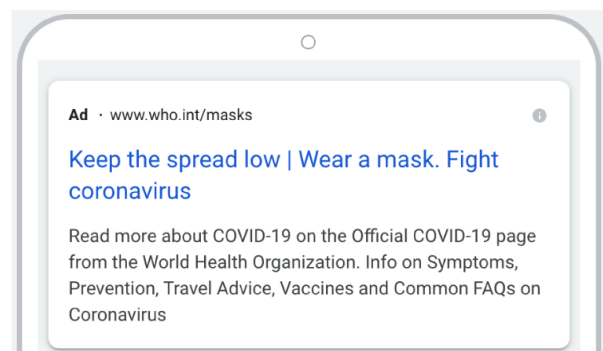 Ad · www.who.int/masks
Keep the spread low | Wear a mask. Fight
coronavirus
Read more about COVID-19 on the Official COVID-19 page
from the World Health Organization. Info on Symptoms,
Prevention, Travel Advice, Vaccines and Common FAQs on
Coronavirus